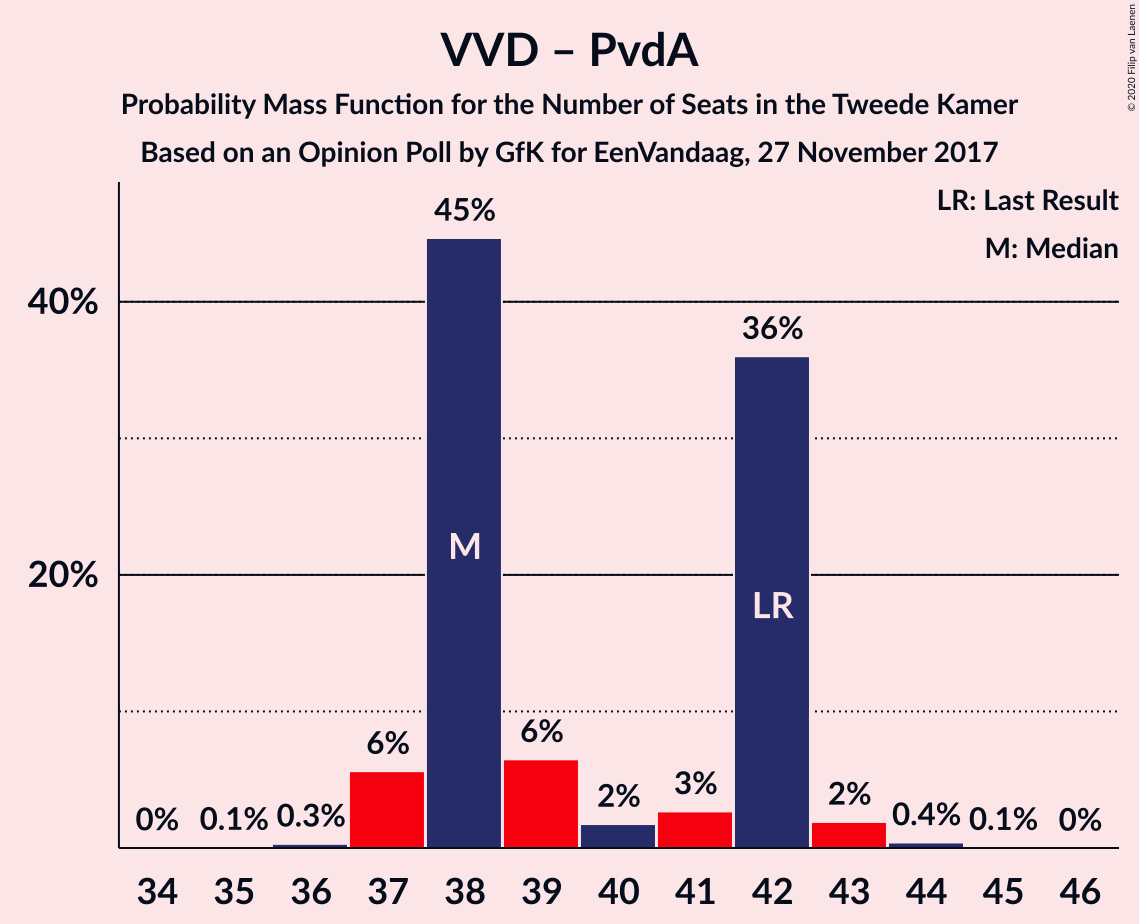 VVD – PvdA
Probability Mass Function for the Number of Seats in the Tweede Kamer
Based on an Opinion Poll by GfK for EenVandaag, 27 November 2017
© 2020 Filip van Laenen
LR: Last Result
M: Median
40%
20%
0%
0.1%
0.3%
6%
45%
6%
2%
3%
36%
2%
0.4%
0.1%
0%
M
LR
34 35 36 37 38 39 40 41 42 43 44 45 46